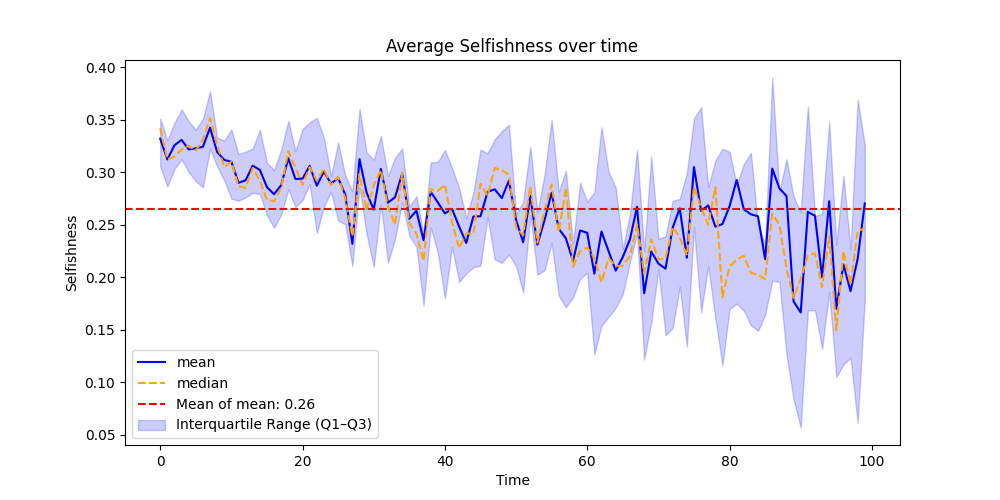 Average Selfishness over time
Selfishness
0.40
0.35
0.30
0.25
0.20
0.15
0.10
0.05
mean
median
Mean of mean: 0.26
Interquartile Range (Q1–Q3)
0 20 40 60 80 100
Time